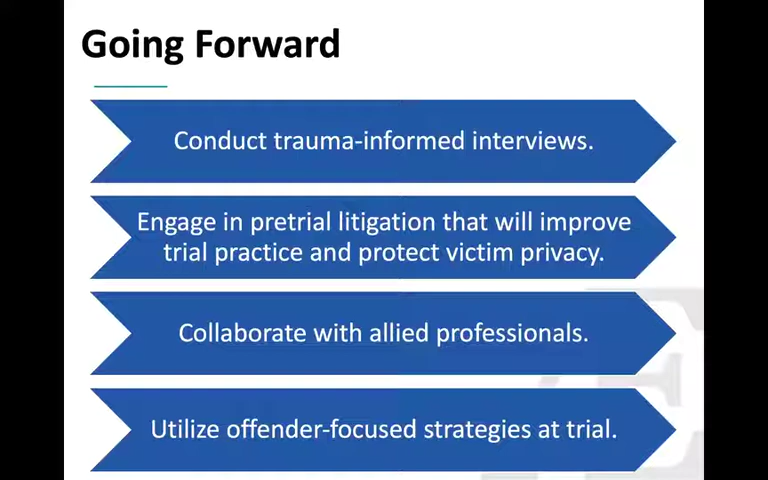 Going Forward
Conduct trauma-informed interviews.
Engage in pretrial litigation that will improve
trial practice and protect victim privacy.
Collaborate with allied professionals.
Utilize offender-focused strategies at trial.